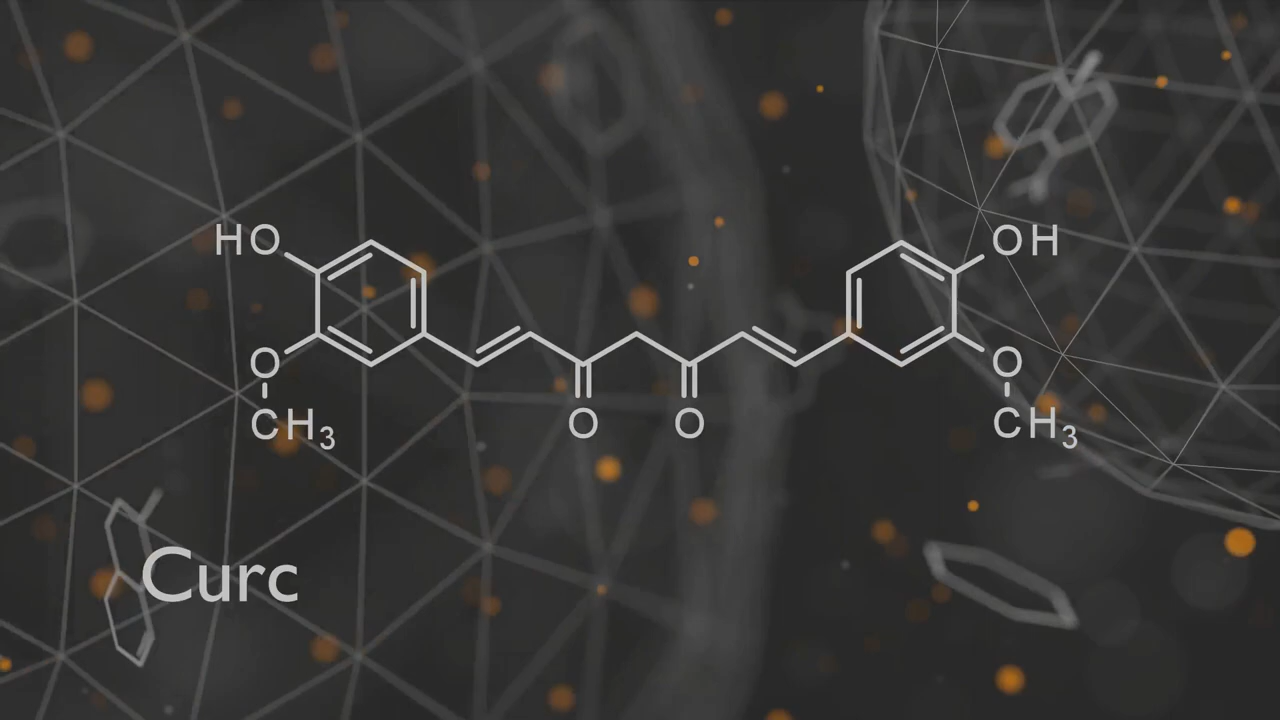 HO OH
O O
CH₃ O O CH₃
Curc